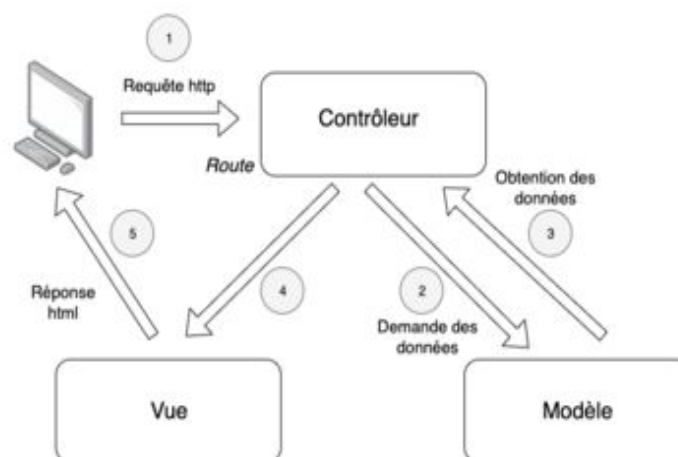 1
Requête http
Contrôleur
Route
Obtention des
données
3
5
4
2
Réponse
html
Demande des
données
Vue
Modèle